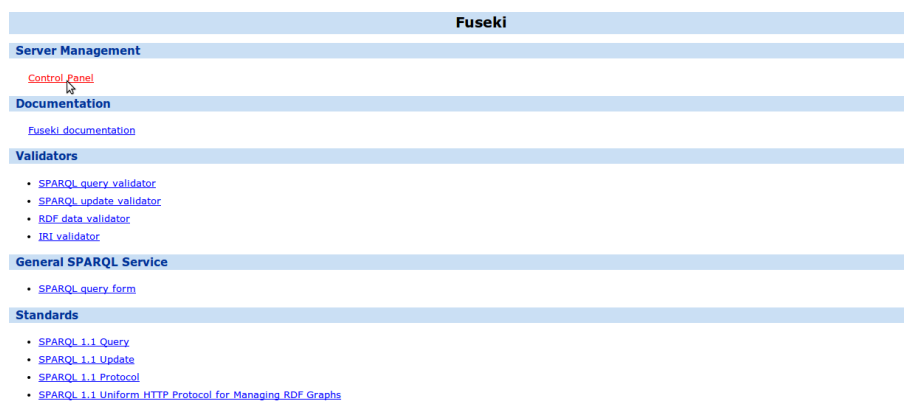 Fuseki
Server Management
Control Panel
Documentation
Fuseki documentation
Validators
SPARQL query validator
SPARQL update validator
RDF data validator
IRI validator
General SPARQL Service
SPARQL query form
Standards
SPARQL 1.1 Query
SPARQL 1.1 Update
SPARQL 1.1 Protocol
SPARQL 1.1 Uniform HTTP Protocol for Managing RDF Graphs